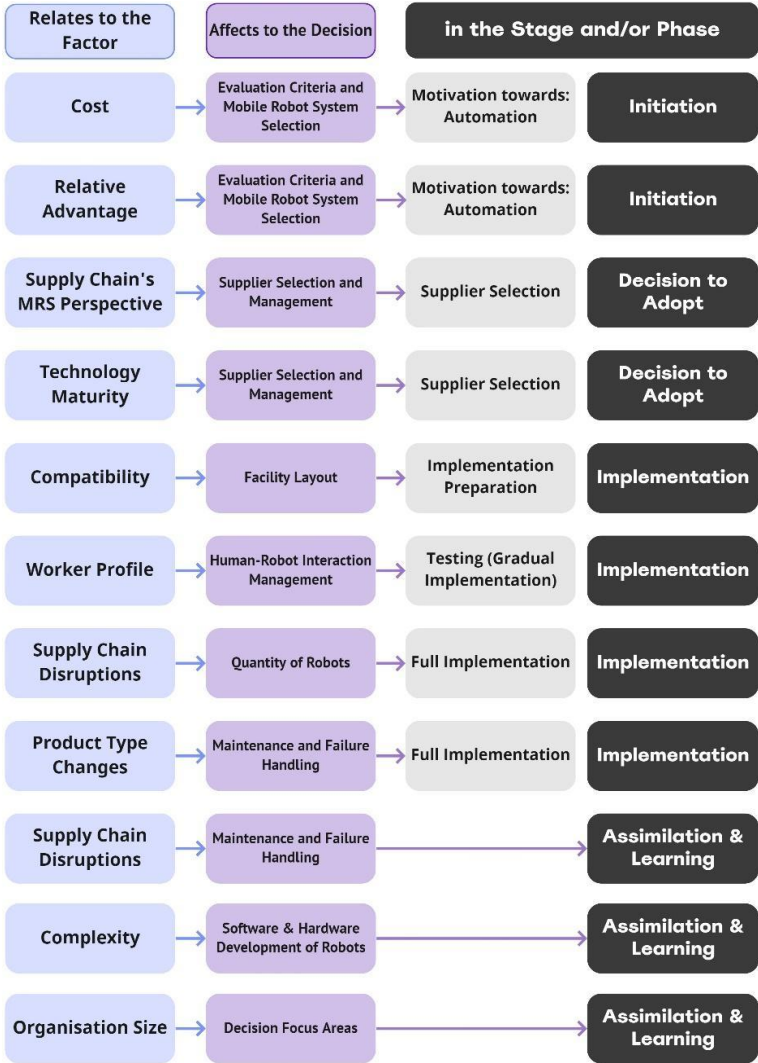 Relates to the
Factor
Affects to the Decision
in the Stage and/or Phase
Cost
Evaluation Criteria and
Mobile Robot System
Selection
Motivation towards:
Automation
Initiation
Relative
Advantage
Evaluation Criteria and
Mobile Robot System
Selection
Motivation towards:
Automation
Initiation
Supply Chain's
MRS Perspective
Supplier Selection and
Management
Supplier Selection
Decision to
Adopt
Technology
Maturity
Supplier Selection and
Management
Supplier Selection
Decision to
Adopt
Compatibility
Facility Layout
Implementation
Preparation
Implementation
Worker Profile
Human-Robot Interaction
Management
Testing (Gradual
Implementation)
Implementation
Supply Chain
Disruptions
Quantity of Robots
Full Implementation
Implementation
Product Type
Changes
Maintenance and Failure
Handling
Full Implementation
Implementation
Supply Chain
Disruptions
Maintenance and Failure
Handling
Assimilation &
Learning
Complexity
Software & Hardware
Development of Robots
Assimilation &
Learning
Organisation Size
Decision Focus Areas
Assimilation &
Learning